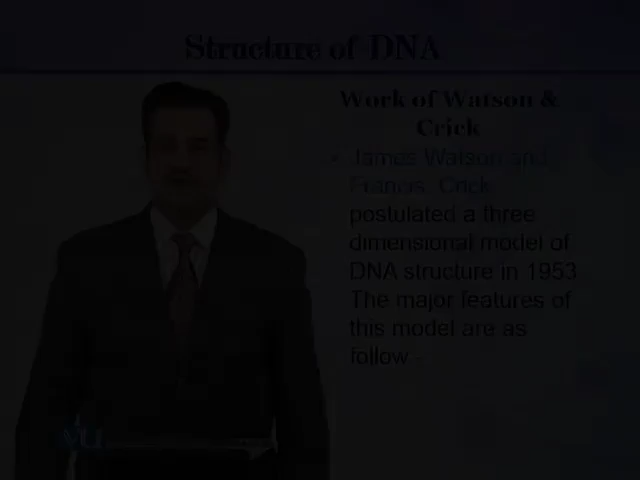 Structure of DNA
Work of Watson &
Crick
• James Watson and
Francis Crick
postulated a three
dimensional model of
DNA structure in 1953
The major features of
this model are as
follow -
VU